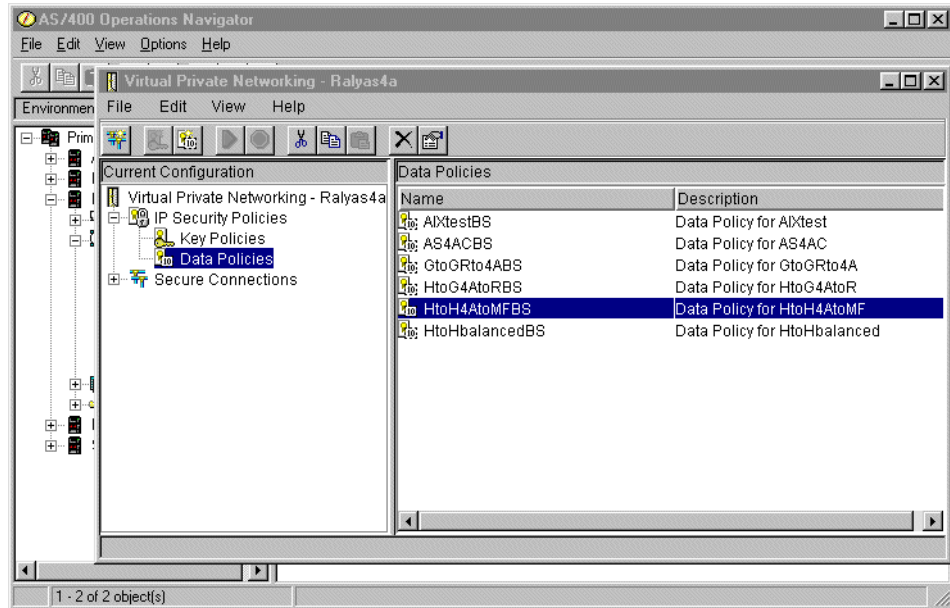 AS/400 Operations Navigator
File Edit View Options Help
Environmen
Prim
Virtual Private Networking - Ralyas4a
File Edit View Help
Current Configuration
Virtual Private Networking - Ralyas4a
IP Security Policies
Key Policies
Data Policies
Secure Connections
Data Policies
Name Description
AIXtestBS Data Policy for AIXtest
AS4ACBS Data Policy for AS4AC
GtoGRto4ABS Data Policy for GtoGRto4A
HtoG4AtoRBS Data Policy for HtoG4AtoR
HtoH4AtoMFBS Data Policy for HtoH4AtoMF
HtoHbalancedBS Data Policy for HtoHbalanced
1 - 2 of 2 object(s)